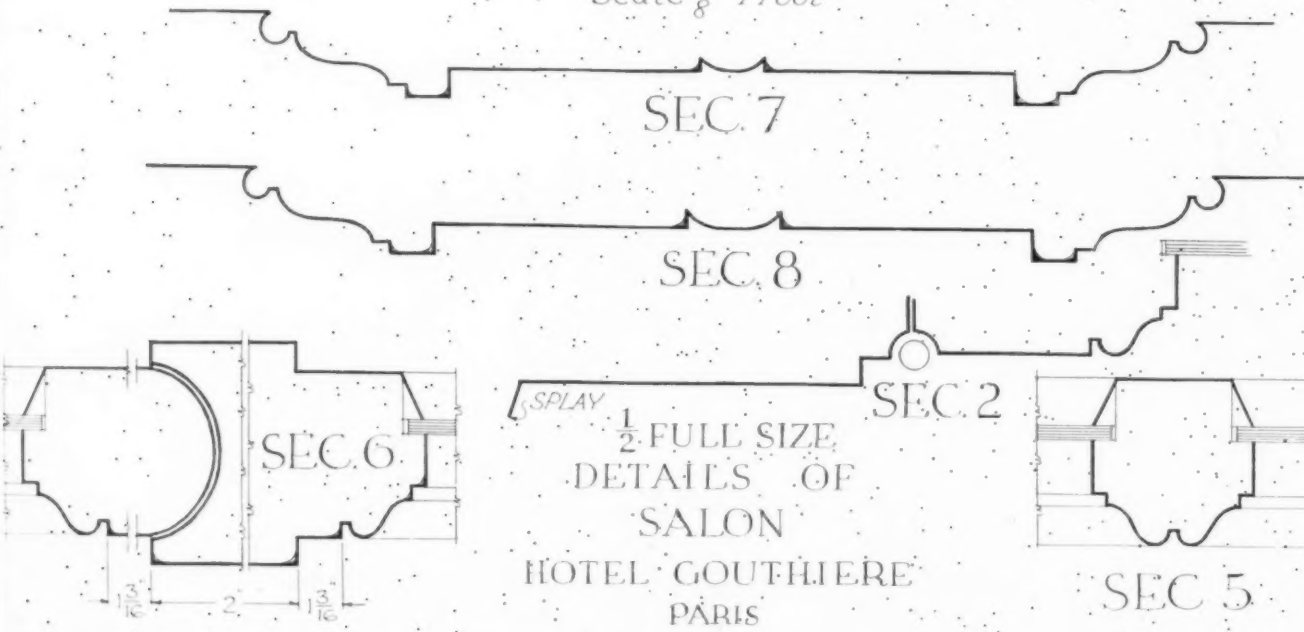 SEC. 7
SEC. 8
SEC. 2
SPLAY
SEC. 6
1/2 FULL SIZE
DETAILS OF
SALON
HOTEL GOUTHIERE
PARIS
SEC 5
1 3/16
2
1 3/16